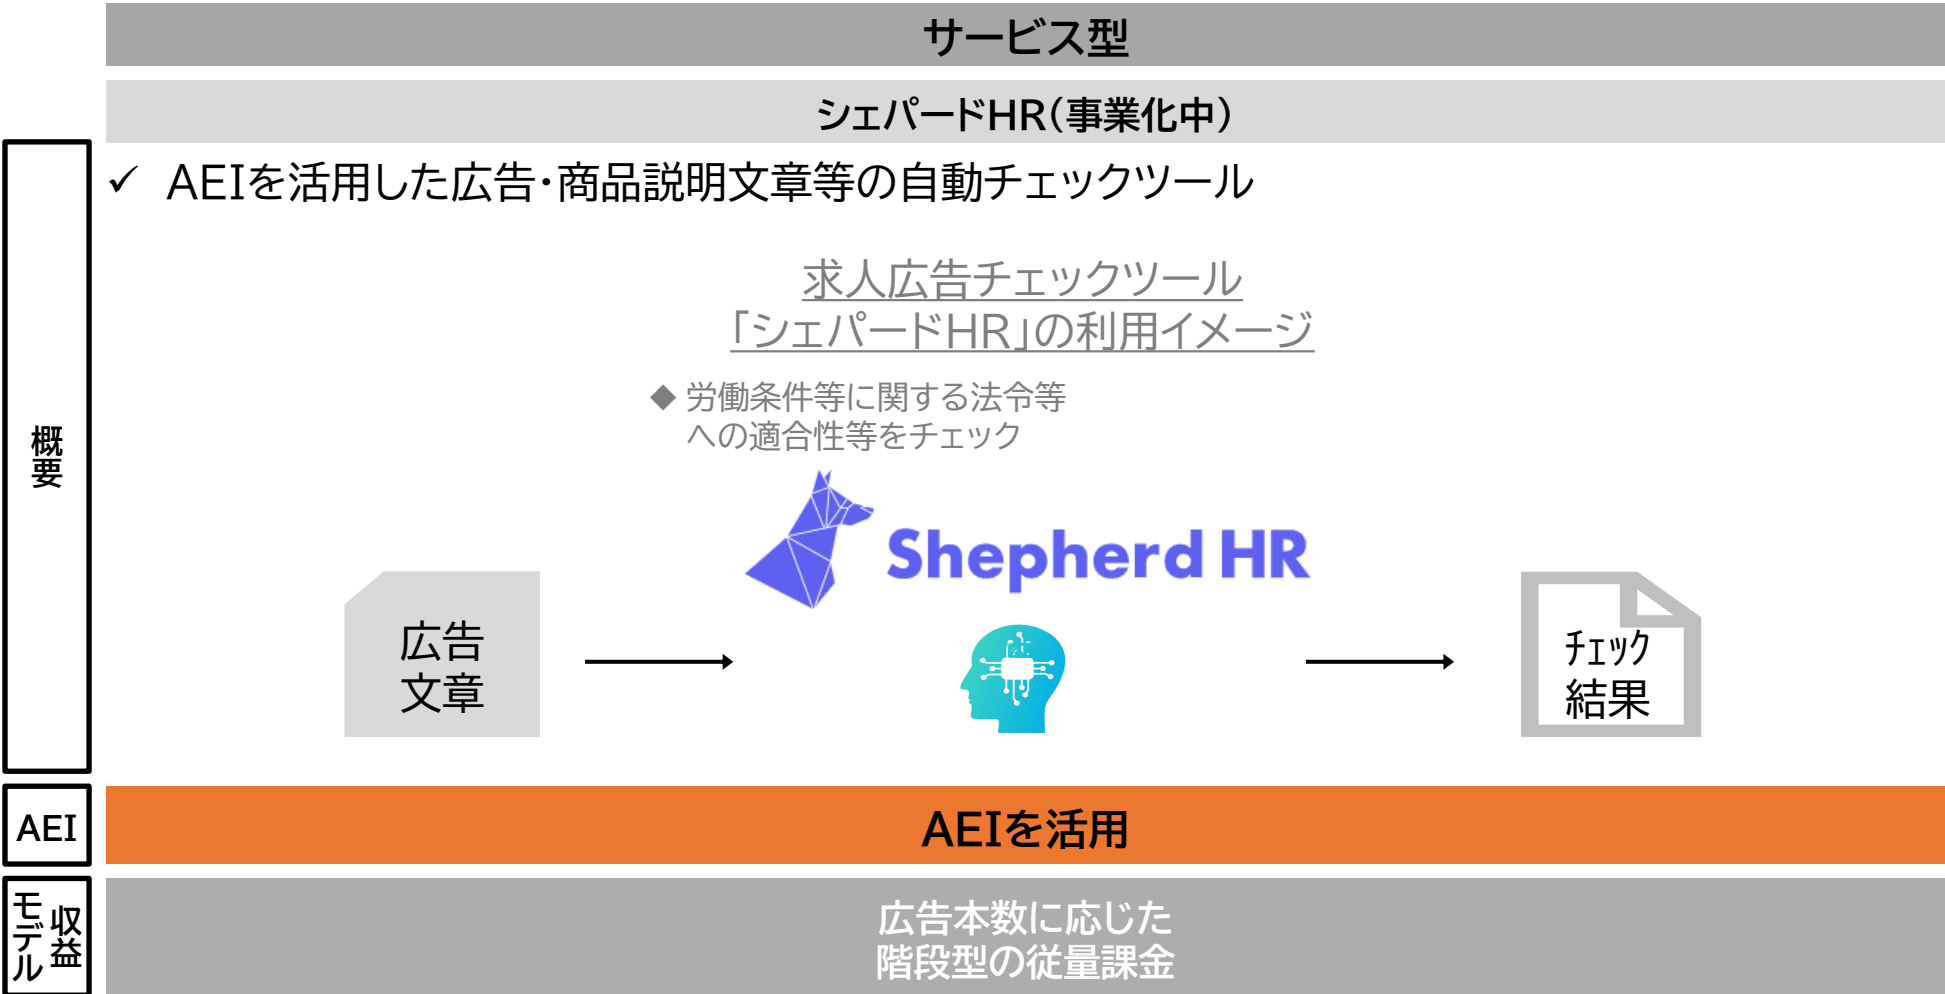 サービス型
シェパードHR（事業化中）
概要
✓ AEIを活用した広告・商品説明文章等の自動チェックツール
求人広告チェックツール
「シェパードHR」の利用イメージ
◆ 労働条件等に関する法令等
への適合性等をチェック
Shepherd HR
広告
文章
チェック
結果
AEI
AEIを活用
収益
モデル
広告本数に応じた
階段型の従量課金